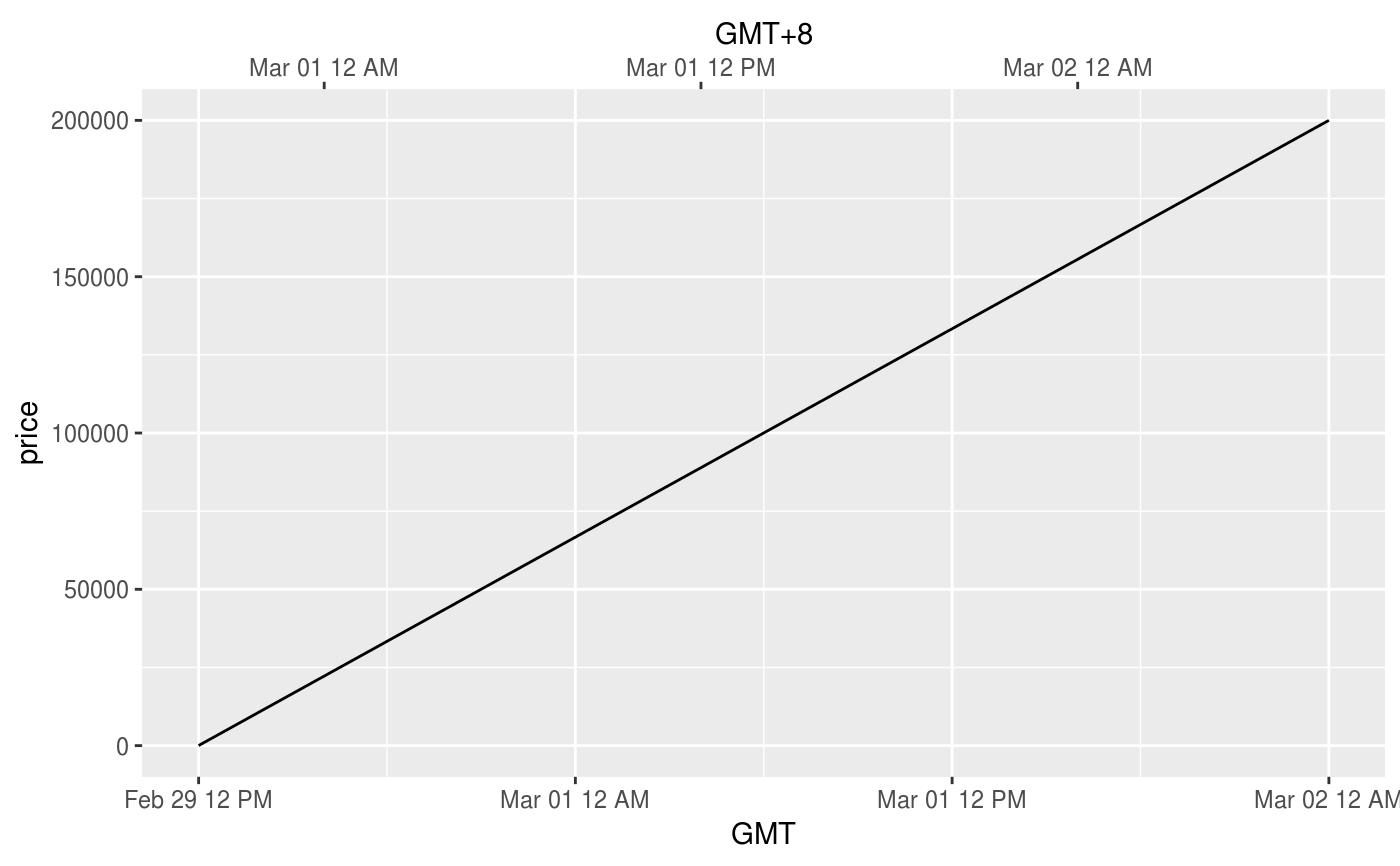 GMT+8
Mar 01 12 AM Mar 01 12 PM Mar 02 12 AM
200000
150000
100000
50000
0
price
Feb 29 12 PM Mar 01 12 AM Mar 01 12 PM Mar 02 12 AM
GMT